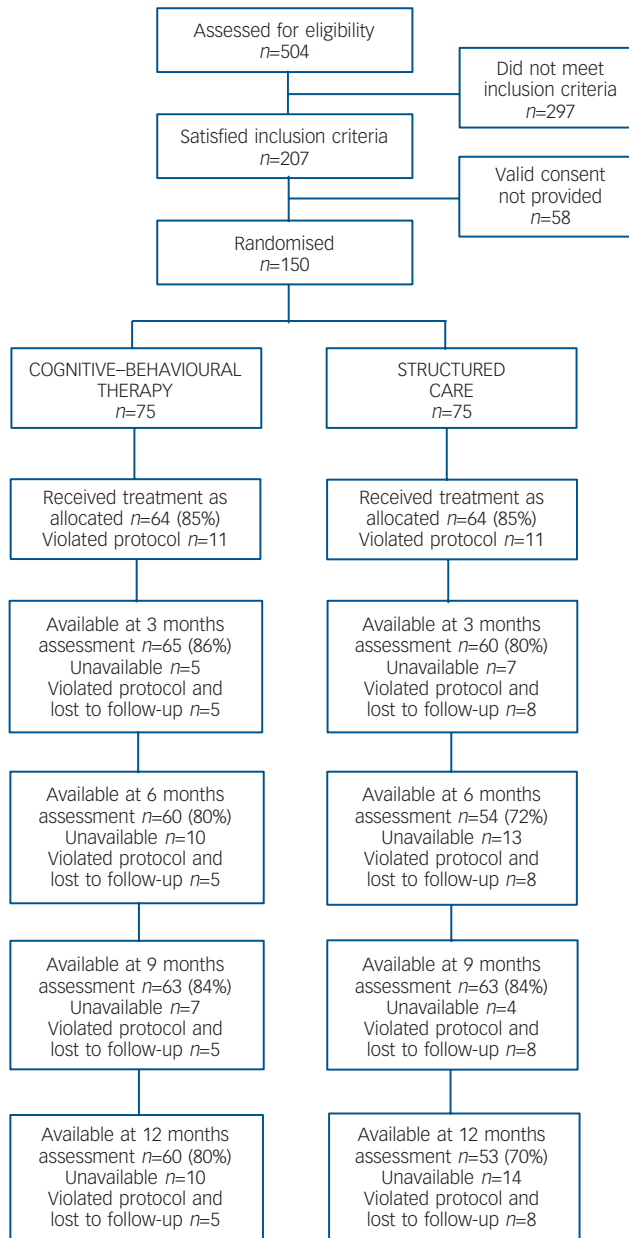 Assessed for eligibility
n=504
Did not meet
inclusion criteria
n=297
Satisfied inclusion criteria
n=207
Valid consent
not provided
n=58
Randomised
n=150
COGNITIVE–BEHAVIOURAL
THERAPY
n=75
STRUCTURED
CARE
n=75
Received treatment as
allocated n=64 (85%)
Violated protocol n=11
Received treatment as
allocated n=64 (85%)
Violated protocol n=11
Available at 3 months
assessment n=65 (86%)
Unavailable n=5
Violated protocol and
lost to follow-up n=5
Available at 3 months
assessment n=60 (80%)
Unavailable n=7
Violated protocol and
lost to follow-up n=8
Available at 6 months
assessment n=60 (80%)
Unavailable n=10
Violated protocol and
lost to follow-up n=5
Available at 6 months
assessment n=54 (72%)
Unavailable n=13
Violated protocol and
lost to follow-up n=8
Available at 9 months
assessment n=63 (84%)
Unavailable n=7
Violated protocol and
lost to follow-up n=5
Available at 9 months
assessment n=63 (84%)
Unavailable n=4
Violated protocol and
lost to follow-up n=8
Available at 12 months
assessment n=60 (80%)
Unavailable n=10
Violated protocol and
lost to follow-up n=5
Available at 12 months
assessment n=53 (70%)
Unavailable n=14
Violated protocol and
lost to follow-up n=8